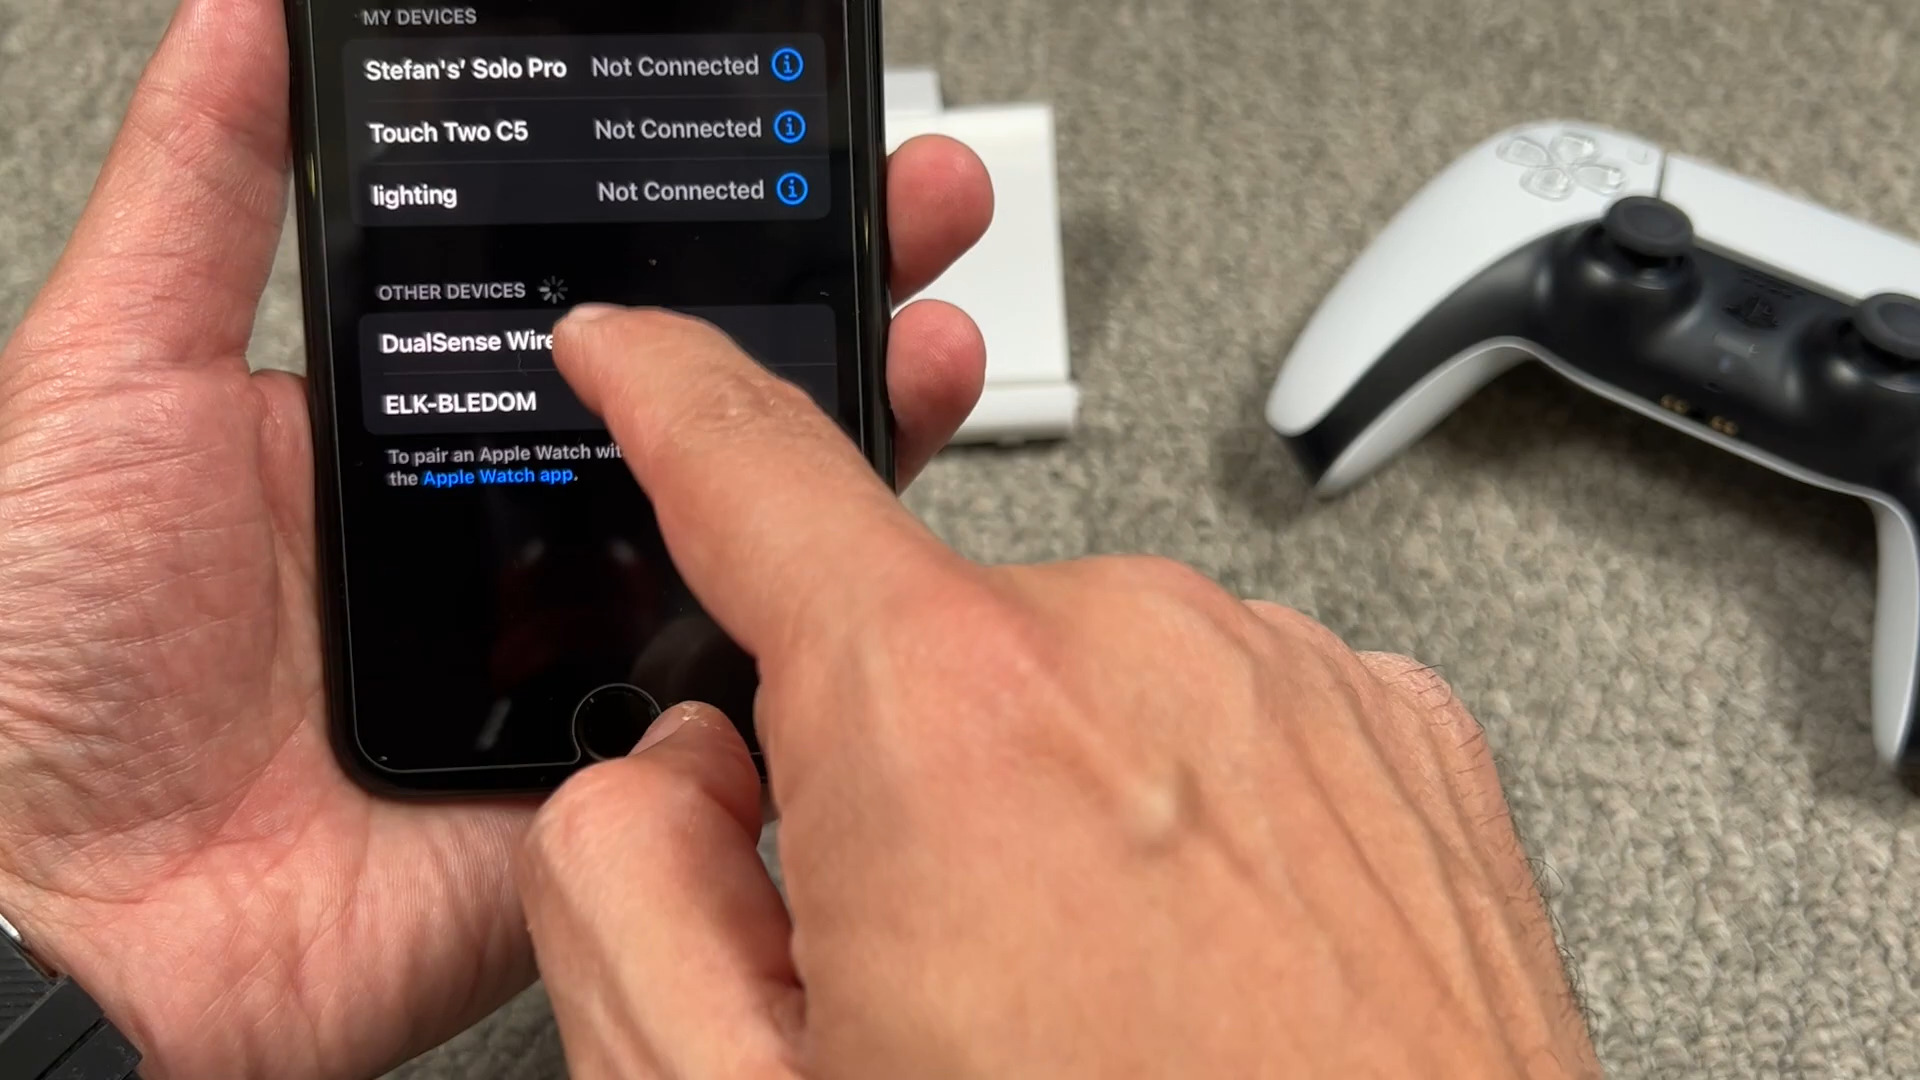 MY DEVICES
Stefan's' Solo Pro Not Connected
Touch Two C5 Not Connected
lighting Not Connected
OTHER DEVICES
DualSense Wire
ELK-BLEDOM
To pair an Apple Watch wit
the Apple Watch app.